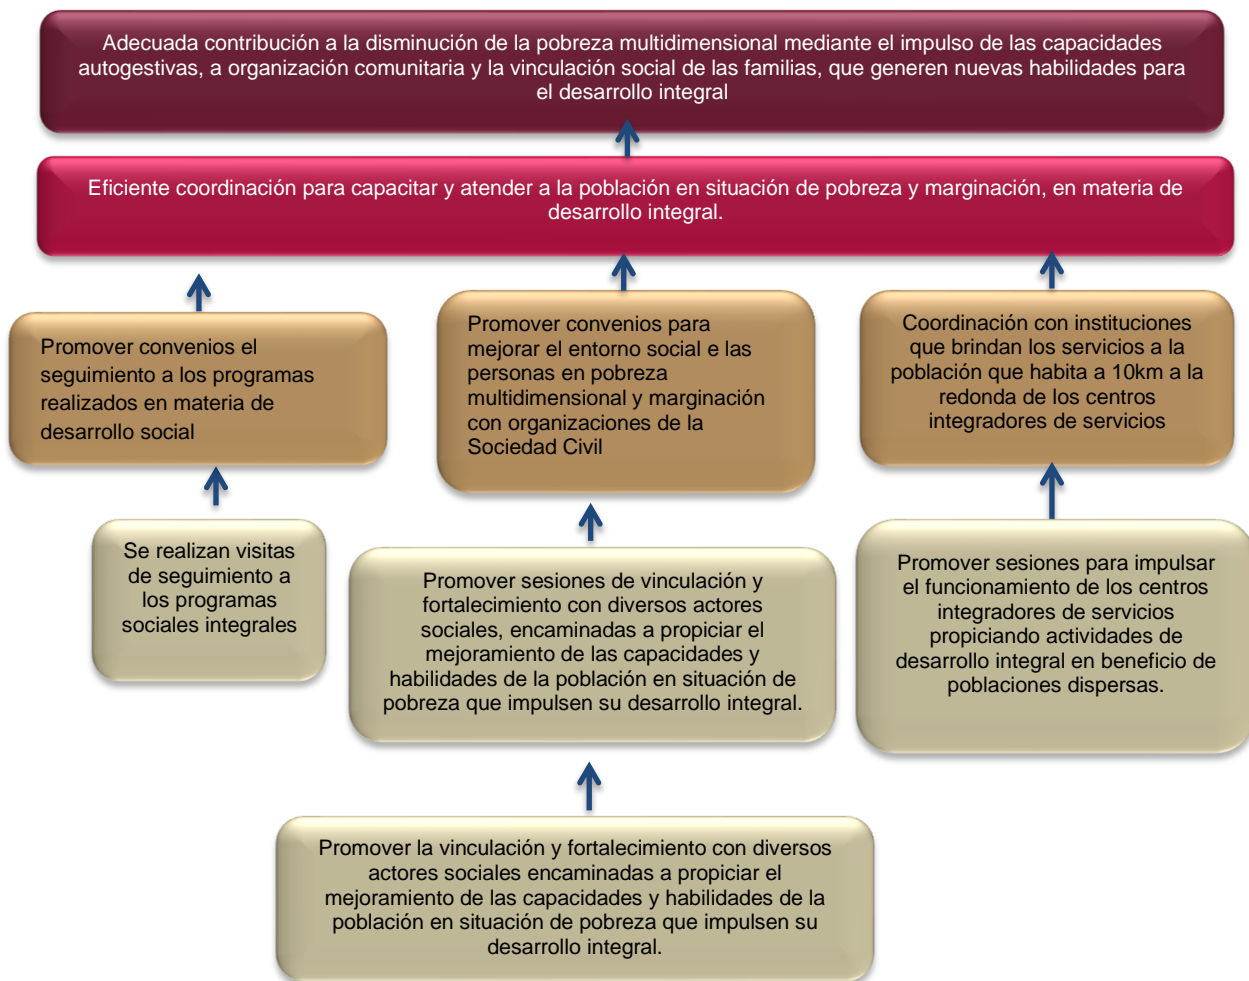 Adecuada contribución a la disminución de la pobreza multidimensional mediante el impulso de las capacidades
autogestivas, a organización comunitaria y la vinculación social de las familias, que generen nuevas habilidades para
el desarrollo integral
Eficiente coordinación para capacitar y atender a la población en situación de pobreza y marginación, en materia de
desarrollo integral.
Promover convenios el
seguimiento a los programas
realizados en materia de
desarrollo social
Promover convenios para
mejorar el entorno social e las
personas en pobreza
multidimensional y marginación
con organizaciones de la
Sociedad Civil
Coordinación con instituciones
que brindan los servicios a la
población que habita a 10km a la
redonda de los centros
integradores de servicios
Se realizan visitas
de seguimiento a
los programas
sociales integrales
Promover sesiones de vinculación y
fortalecimiento con diversos actores
sociales, encaminadas a propiciar el
mejoramiento de las capacidades y
habilidades de la población en situación de
pobreza que impulsen su desarrollo integral.
Promover sesiones para impulsar
el funcionamiento de los centros
integradores de servicios
propiciando actividades de
desarrollo integral en beneficio de
poblaciones dispersas.
Promover la vinculación y fortalecimiento con diversos
actores sociales encaminadas a propiciar el
mejoramiento de las capacidades y habilidades de la
población en situación de pobreza que impulsen su
desarrollo integral.